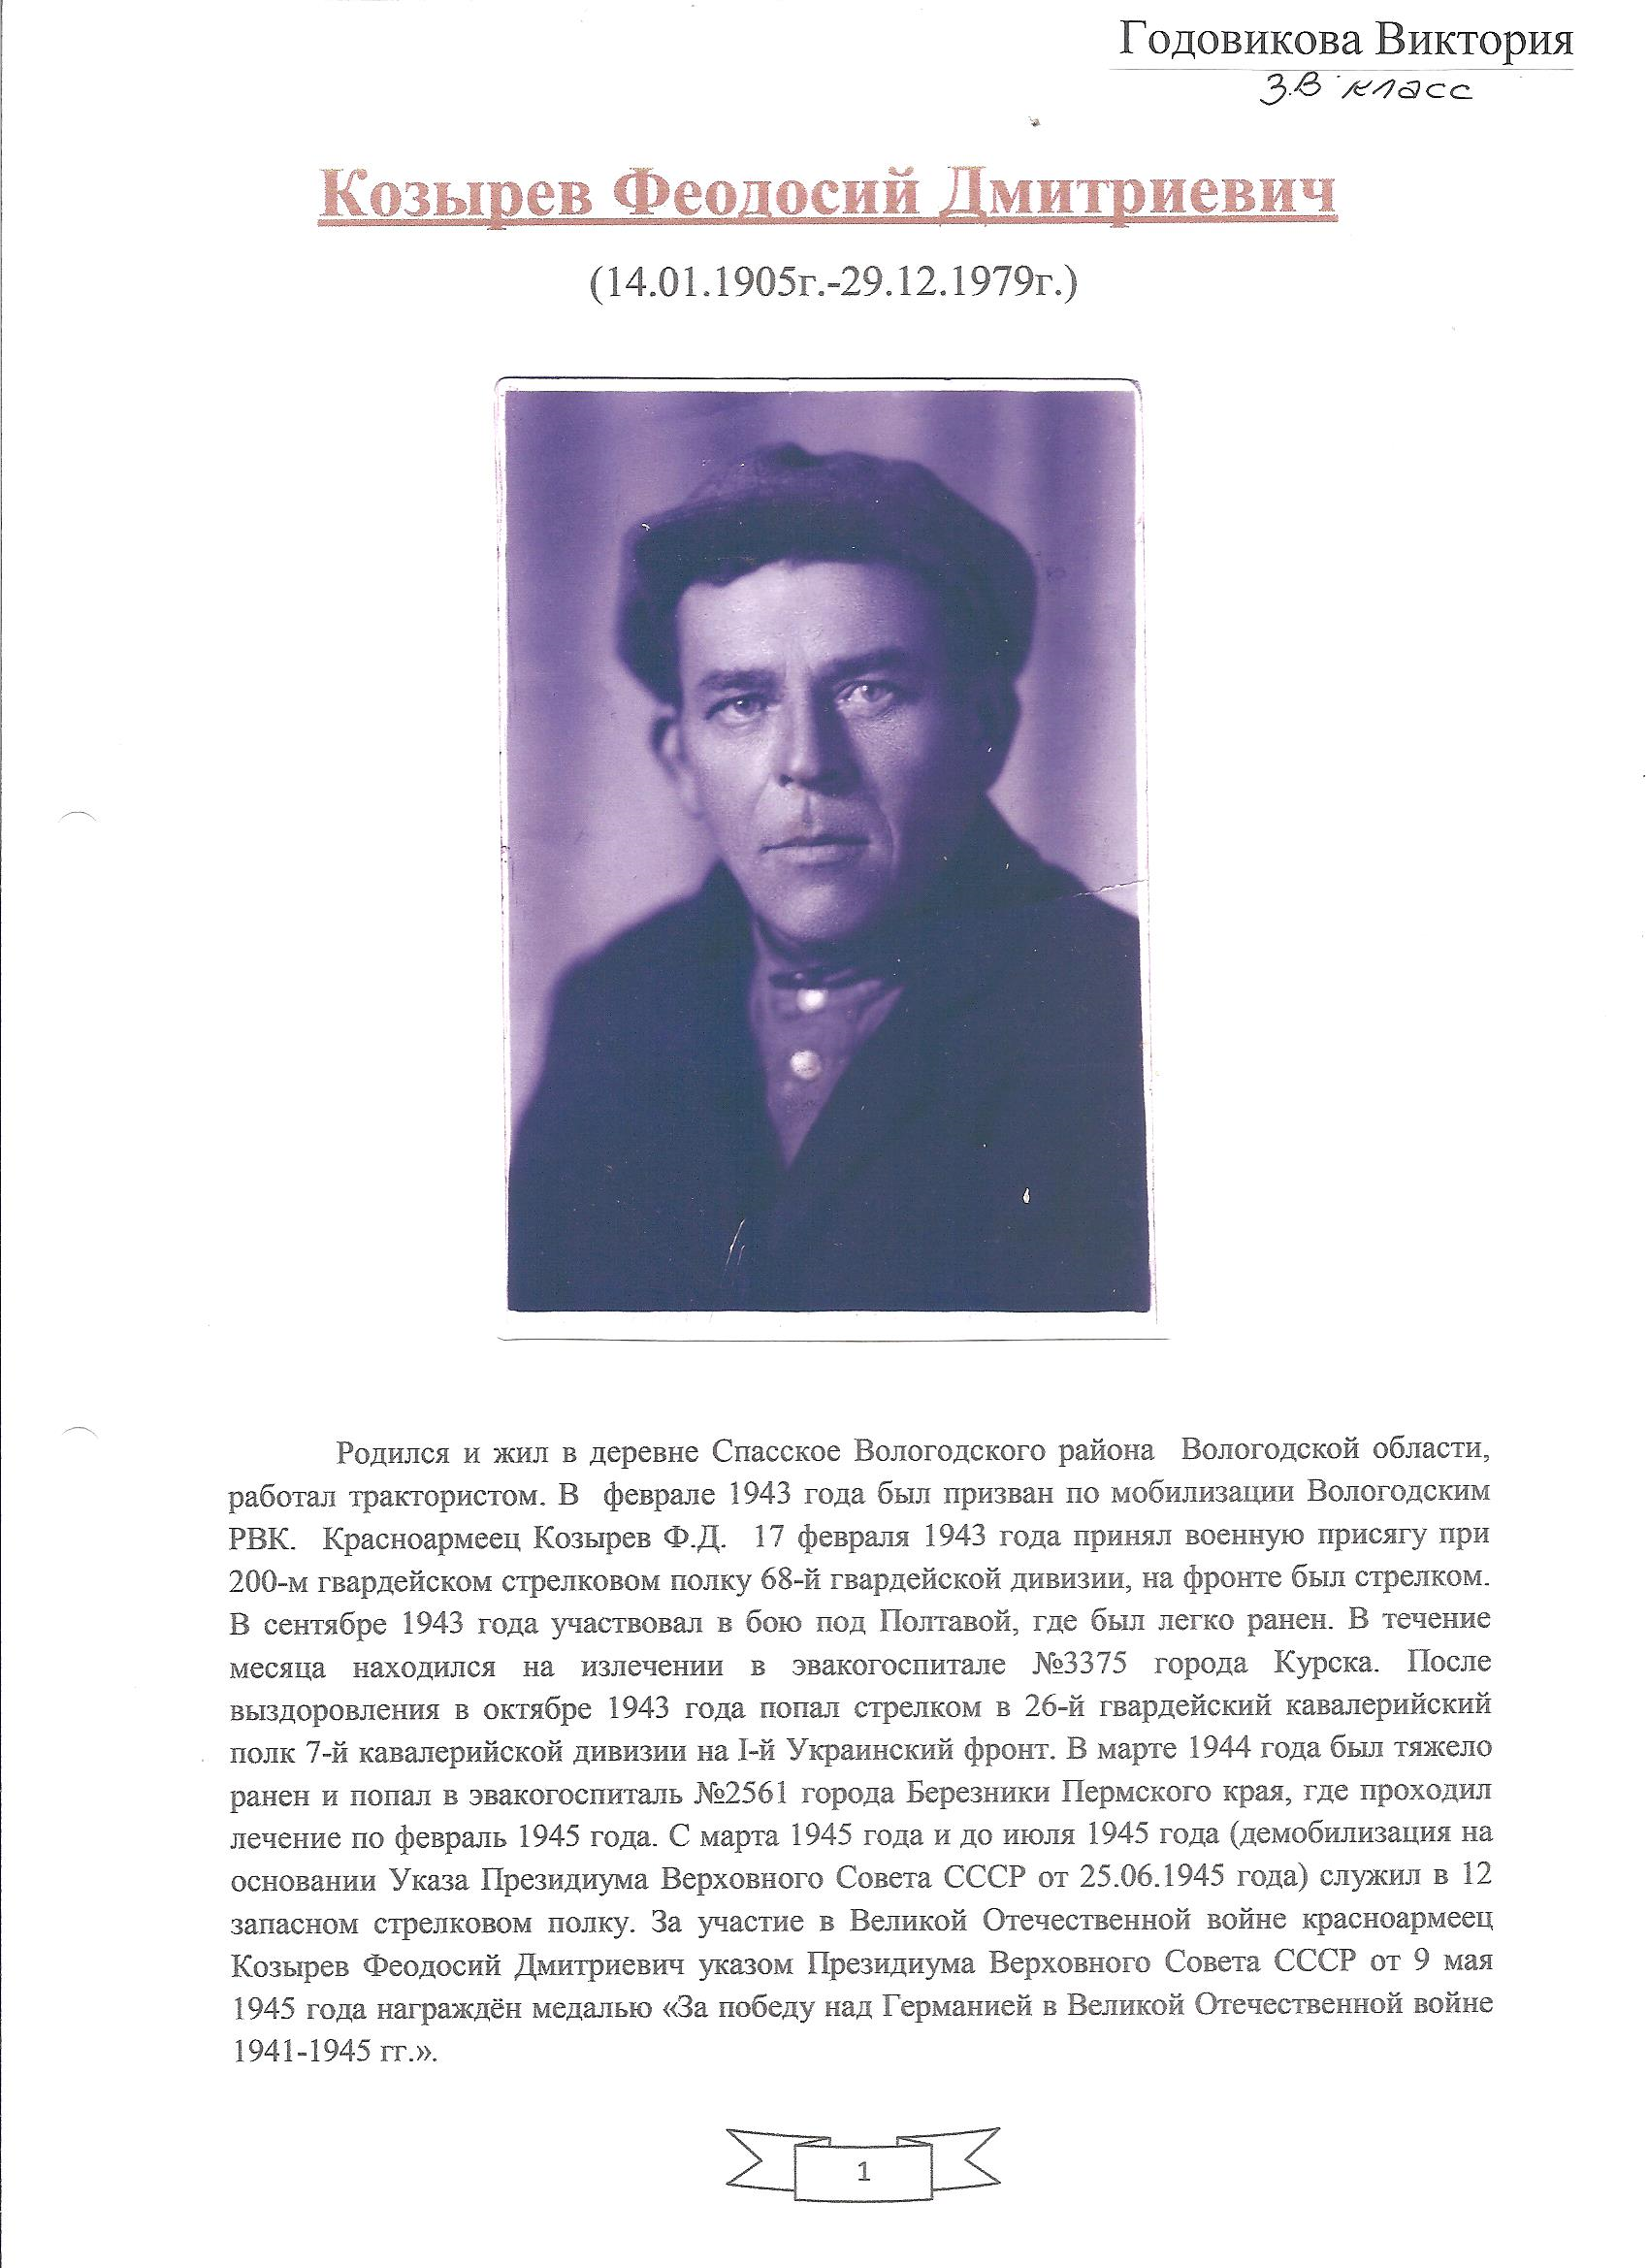 Годовикова Виктория
3.В класс
Козырев Феодосий Дмитриевич
(14.01.1905г.-29.12.1979г.)
Родился и жил в деревне Спасское Вологодского района Вологодской области,
работал трактористом. В феврале 1943 года был призван по мобилизации Вологодским
РВК. Красноармеец Козырев Ф.Д. 17 февраля 1943 года принял военную присягу при
200-м гвардейском стрелковом полку 68-й гвардейской дивизии, на фронте был стрелком.
В сентябре 1943 года участвовал в бою под Полтавой, где был легко ранен. В течение
месяца находился на излечении в эвакогоспитале №3375 города Курска. После
выздоровления в октябре 1943 года попал стрелком в 26-й гвардейский кавалерийский
полк 7-й кавалерийской дивизии на I-й Украинский фронт. В марте 1944 года был тяжело
ранен и попал в эвакогоспиталь №2561 города Березники Пермского края, где проходил
лечение по февраль 1945 года. С марта 1945 года и до июля 1945 года (демобилизация на
основании Указа Президиума Верховного Совета СССР от 25.06.1945 года) служил в 12
запасном стрелковом полку. За участие в Великой Отечественной войне красноармеец
Козырев Феодосий Дмитриевич указом Президиума Верховного Совета СССР от 9 мая
1945 года награждён медалью «За победу над Германией в Великой Отечественной войне
1941-1945 гг.».
1